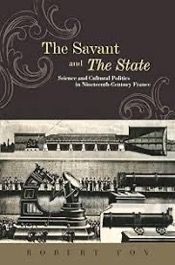 The Savant
and The State
Science and Cultural Politics
in Nineteenth-Century France
ROBERT FOX